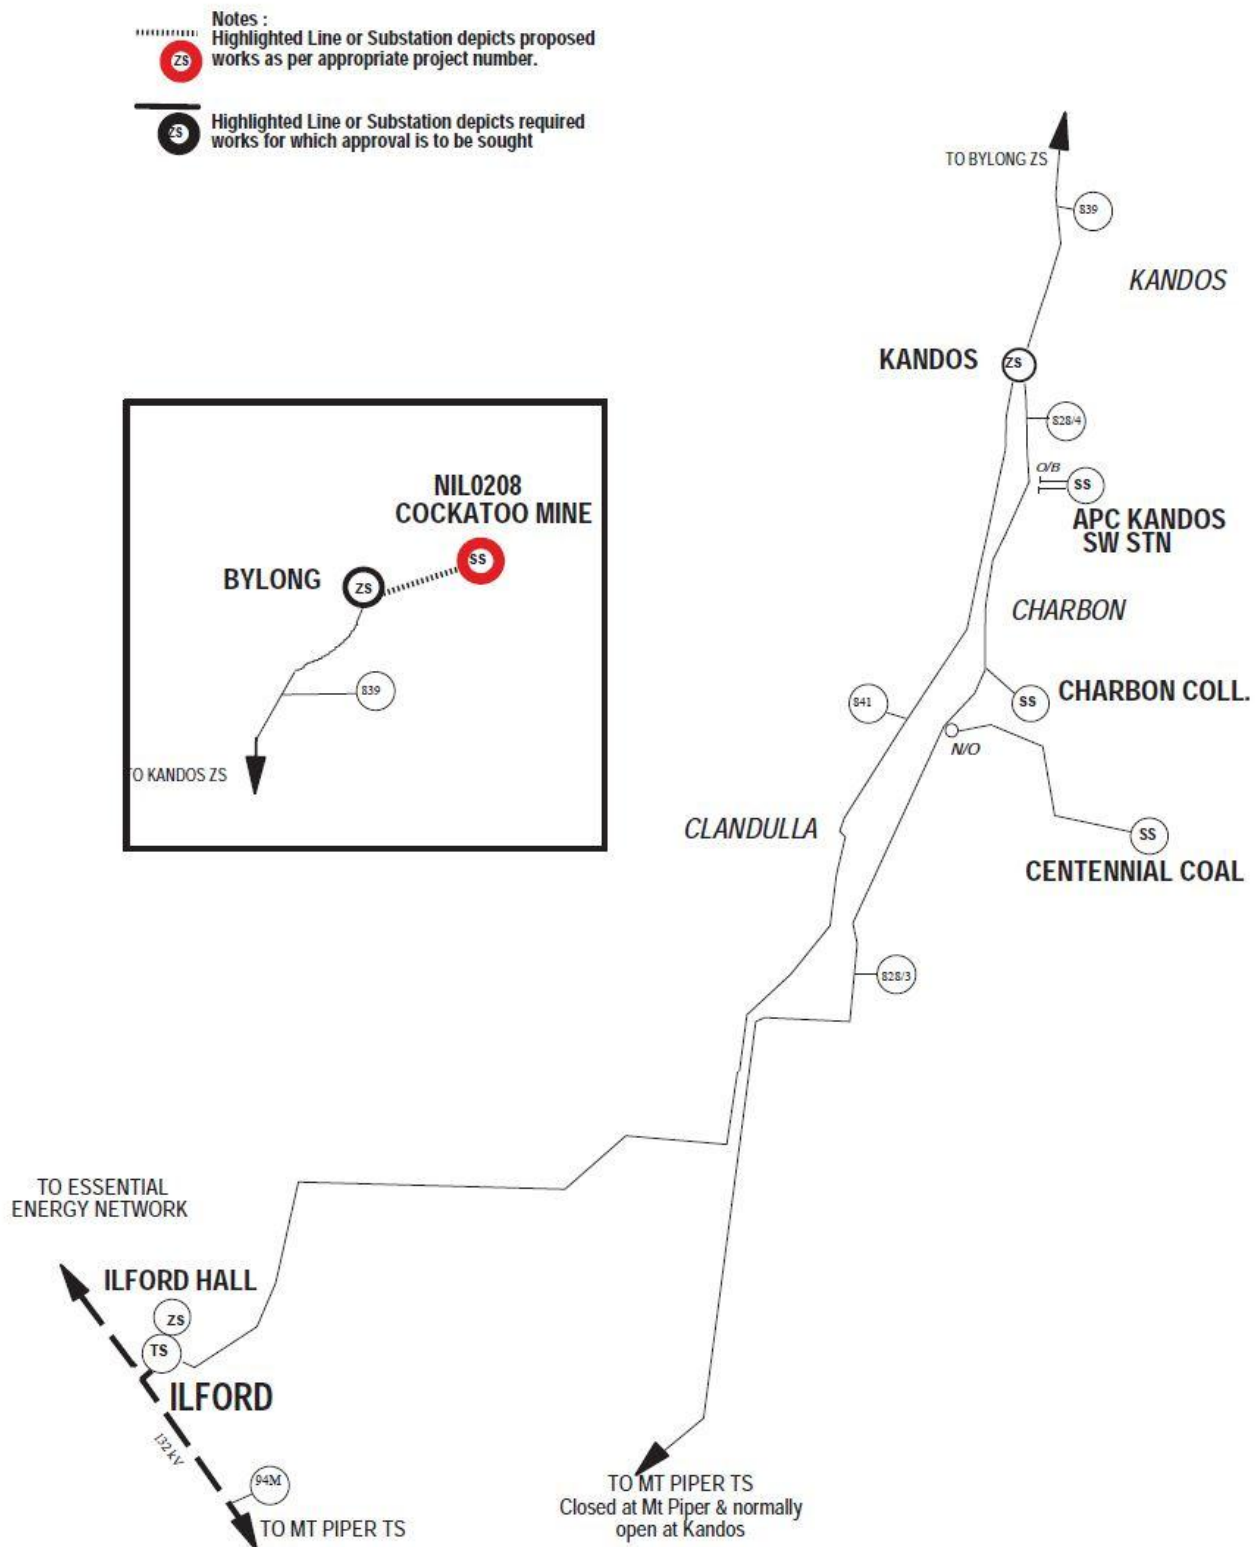 Notes :
Highlighted Line or Substation depicts proposed
works as per appropriate project number.
ZS
Highlighted Line or Substation depicts required
works for which approval is to be sought
ZS
TO BYLONG ZS
839
KANDOS
KANDOS
ZS
828/4
O/B
SS
APC KANDOS
SW STN
NIL0208
COCKATOO MINE
SS
BYLONG
ZS
839
TO KANDOS ZS
CHARBON
CHARBON COLL.
SS
841
N/O
CLANDULLA
SS
CENTENNIAL COAL
828/3
TO ESSENTIAL
ENERGY NETWORK
ILFORD HALL
ZS
TS
ILFORD
132 kV
94M
TO MT PIPER TS
TO MT PIPER TS
Closed at Mt Piper & normally
open at Kandos